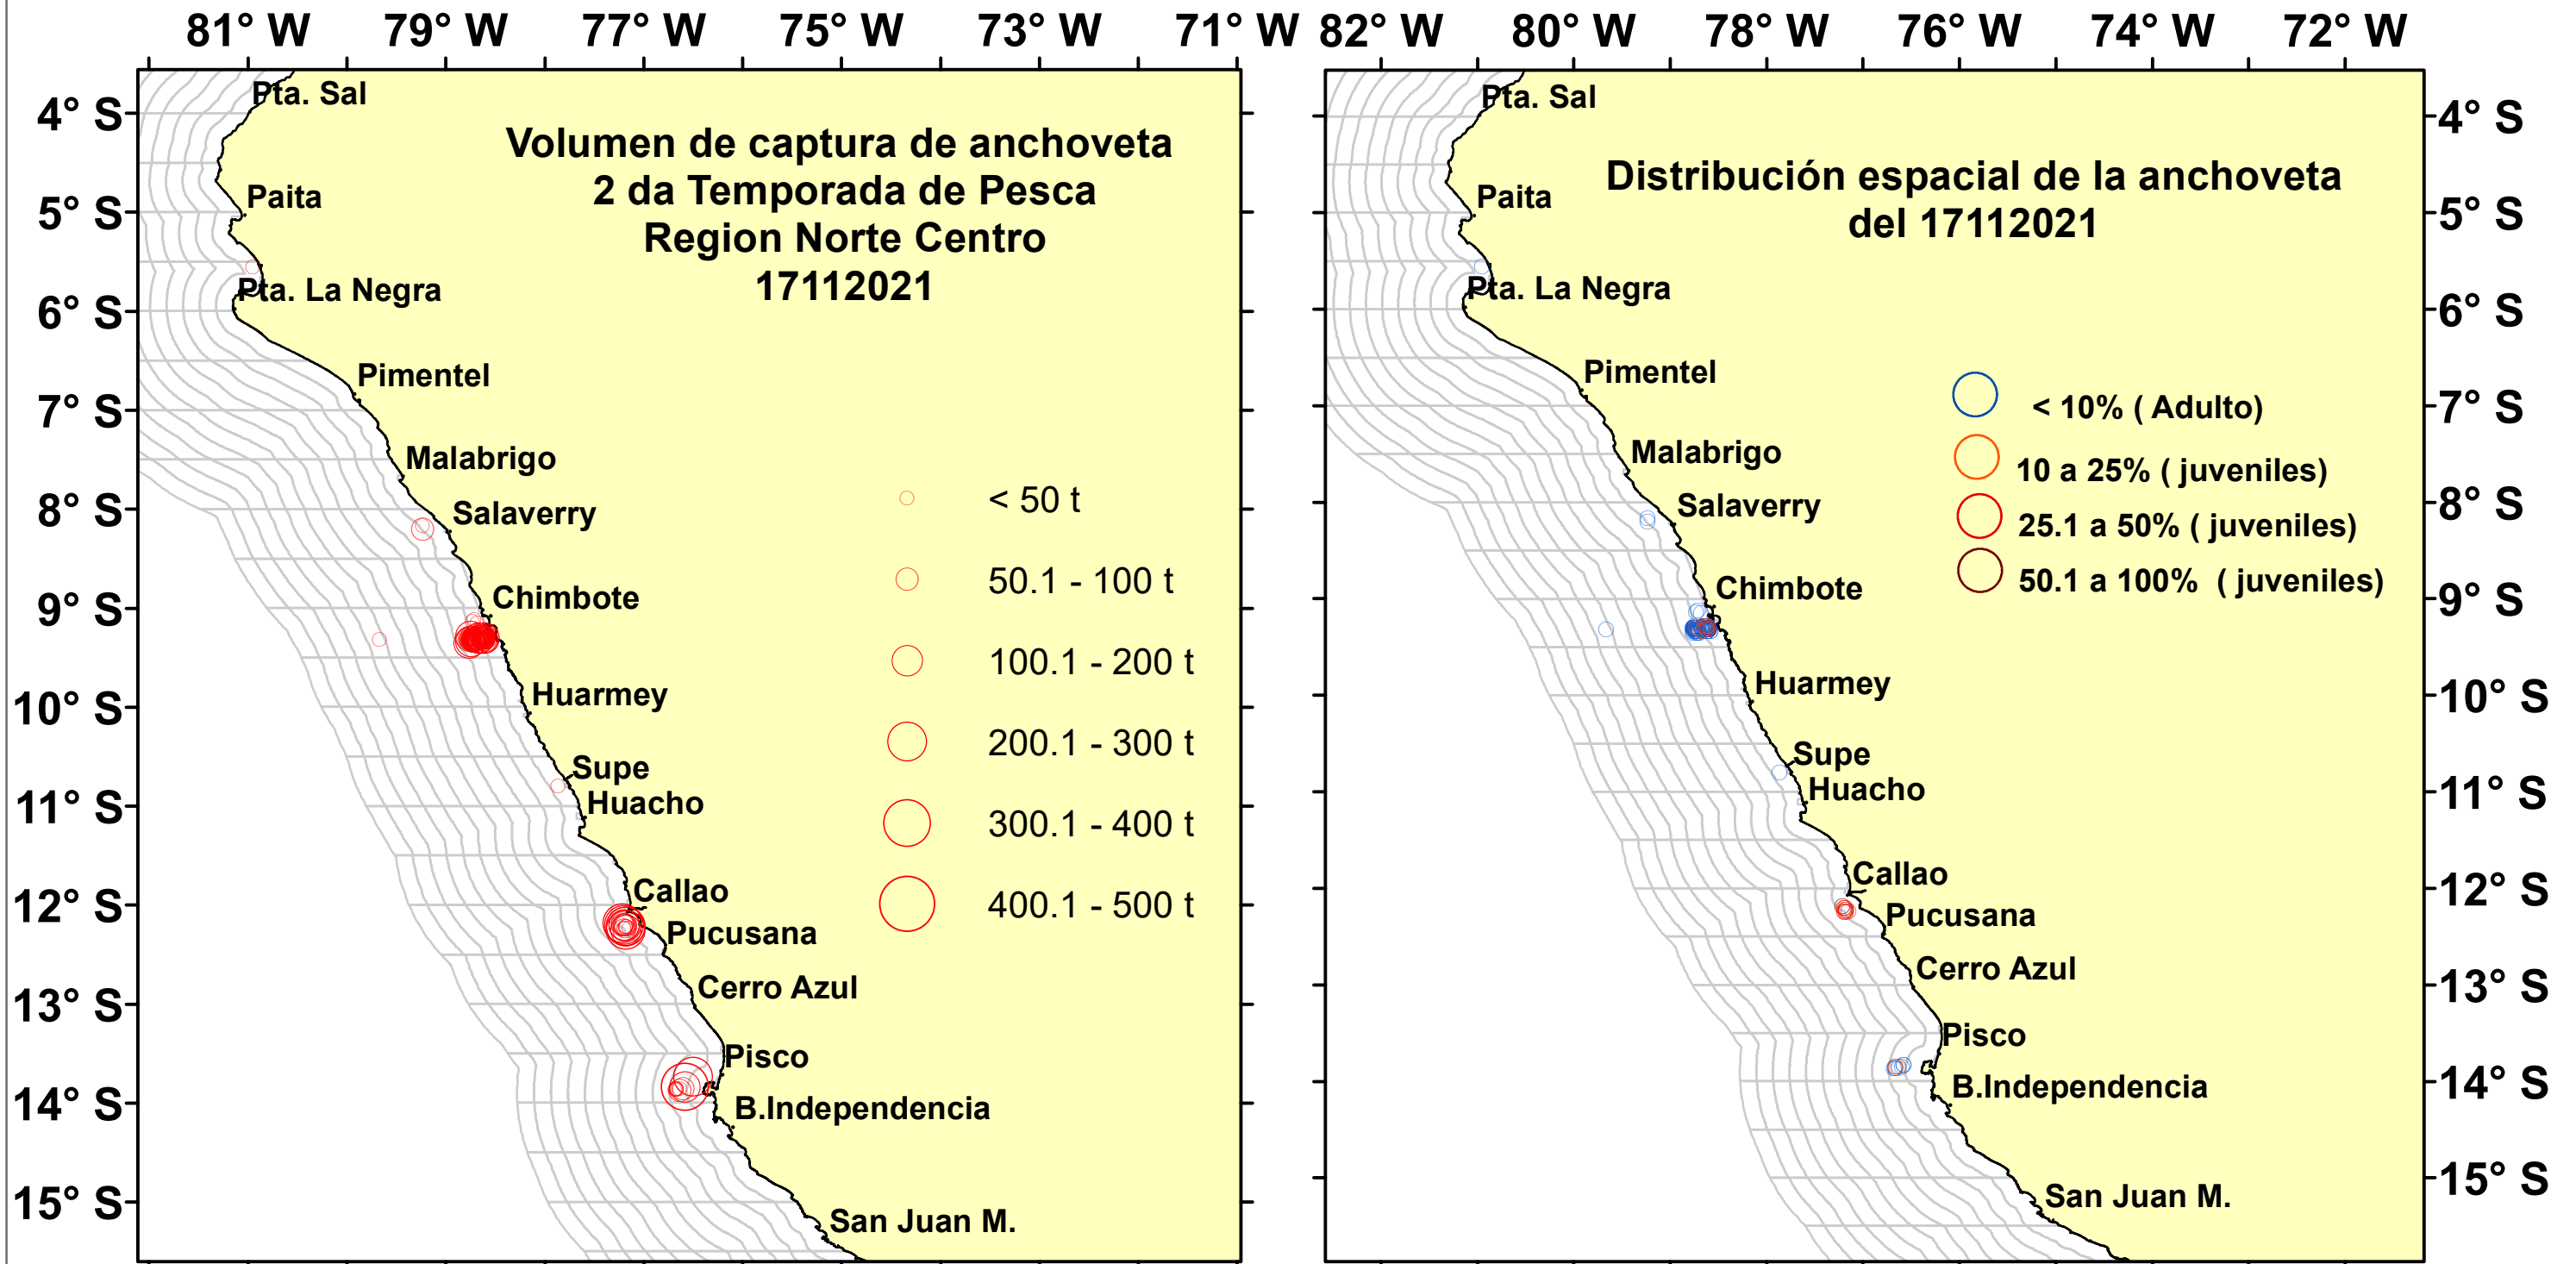 81° W 79° W 77° W 75° W 73° W 71° W
4° S
5° S
6° S
7° S
8° S
9° S
10° S
11° S
12° S
13° S
14° S
15° S
Volumen de captura de anchoveta
2 da Temporada de Pesca
Region Norte Centro
17112021
Pta. Sal
Paita
Pta. La Negra
Pimentel
Malabrigo
Salaverry
Chimbote
Huarmey
Supe
Huacho
Callao
Pucusana
Cerro Azul
Pisco
B.Independencia
San Juan M.
< 50 t
50.1 - 100 t
100.1 - 200 t
200.1 - 300 t
300.1 - 400 t
400.1 - 500 t
82° W 80° W 78° W 76° W 74° W 72° W
Distribución espacial de la anchoveta
del 17112021
Pta. Sal
Paita
Pta. La Negra
Pimentel
Malabrigo
Salaverry
Chimbote
Huarmey
Supe
Huacho
Callao
Pucusana
Cerro Azul
Pisco
B.Independencia
San Juan M.
< 10% ( Adulto)
10 a 25% ( juveniles)
25.1 a 50% ( juveniles)
50.1 a 100% ( juveniles)
4° S
5° S
6° S
7° S
8° S
9° S
10° S
11° S
12° S
13° S
14° S
15° S